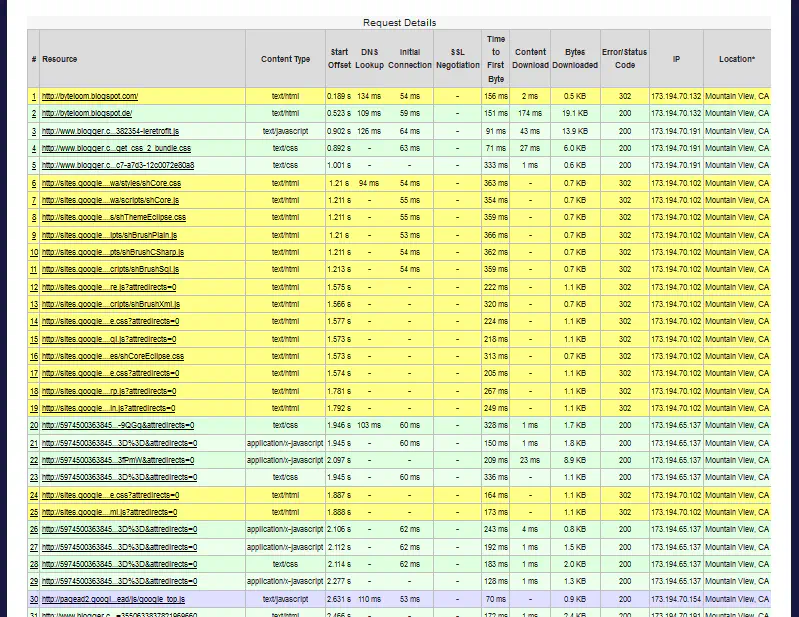 Request Details
# Resource Content Type Start Offset DNS Lookup Initial Connection SSL Negotiation Time to First Byte Content Download Bytes Downloaded Error/Status Code IP Location*
1 http://byteloom.blogspot.com/ text/html 0.189 s 134 ms 54 ms - 156 ms 2 ms 0.5 KB 302 173.194.70.132 Mountain View, CA
2 http://byteloom.blogspot.de/ text/html 0.523 s 109 ms 59 ms - 151 ms 174 ms 19.1 KB 200 173.194.70.132 Mountain View, CA
3 http://www.blogger.c...382354-ieretrofit.js text/javascript 0.902 s 126 ms 64 ms - 91 ms 43 ms 13.9 KB 200 173.194.70.191 Mountain View, CA
4 http://www.blogger.c...get_css_2_bundle.css text/css 0.892 s - 63 ms - 71 ms 27 ms 6.0 KB 200 173.194.70.191 Mountain View, CA
5 http://www.blogger.c...c7-a7d3-12c0072e80a8 text/css 1.001 s - - - 333 ms 1 ms 0.6 KB 200 173.194.70.191 Mountain View, CA
6 http://sites.google....wa/styles/shCore.css text/html 1.21 s 94 ms 54 ms - 363 ms - 0.7 KB 302 173.194.70.102 Mountain View, CA
7 http://sites.google....wa/scripts/shCore.js text/html 1.211 s - 55 ms - 354 ms - 0.7 KB 302 173.194.70.102 Mountain View, CA
8 http://sites.google....s/shThemeEclipse.css text/html 1.211 s - 55 ms - 359 ms - 0.7 KB 302 173.194.70.102 Mountain View, CA
9 http://sites.google....ipts/shBrushPlain.js text/html 1.21 s - 53 ms - 366 ms - 0.7 KB 302 173.194.70.102 Mountain View, CA
10 http://sites.google....pts/shBrushCSharp.js text/html 1.211 s - 54 ms - 362 ms - 0.7 KB 302 173.194.70.102 Mountain View, CA
11 http://sites.google....cripts/shBrushSql.js text/html 1.213 s - 54 ms - 359 ms - 0.7 KB 302 173.194.70.102 Mountain View, CA
12 http://sites.google....re.js?attredirects=0 text/html 1.575 s - - - 222 ms - 1.1 KB 302 173.194.70.102 Mountain View, CA
13 http://sites.google....cripts/shBrushXml.js text/html 1.566 s - - - 320 ms - 0.7 KB 302 173.194.70.102 Mountain View, CA
14 http://sites.google....e.css?attredirects=0 text/html 1.577 s - - - 224 ms - 1.1 KB 302 173.194.70.102 Mountain View, CA
15 http://sites.google....ql.js?attredirects=0 text/html 1.573 s - - - 218 ms - 1.1 KB 302 173.194.70.102 Mountain View, CA
16 http://sites.google....es/shCoreEclipse.css text/html 1.573 s - - - 313 ms - 0.7 KB 302 173.194.70.102 Mountain View, CA
17 http://sites.google....e.css?attredirects=0 text/html 1.574 s - - - 205 ms - 1.1 KB 302 173.194.70.102 Mountain View, CA
18 http://sites.google....rp.js?attredirects=0 text/html 1.781 s - - - 267 ms - 1.1 KB 302 173.194.70.102 Mountain View, CA
19 http://sites.google....in.js?attredirects=0 text/html 1.792 s - - - 249 ms - 1.1 KB 302 173.194.70.102 Mountain View, CA
20 http://5974500363845...-9QGg&attredirects=0 text/css 1.946 s 103 ms 60 ms - 328 ms 1 ms 1.7 KB 200 173.194.65.137 Mountain View, CA
21 http://5974500363845...3D%3D&attredirects=0 application/x-javascript 1.945 s - 60 ms - 150 ms 1 ms 1.8 KB 200 173.194.65.137 Mountain View, CA
22 http://5974500363845...3fPmW&attredirects=0 application/x-javascript 2.097 s - - - 209 ms 23 ms 8.9 KB 200 173.194.65.137 Mountain View, CA
23 http://5974500363845...3D%3D&attredirects=0 text/css 1.945 s - 60 ms - 336 ms - 1.1 KB 200 173.194.65.137 Mountain View, CA
24 http://sites.google....e.css?attredirects=0 text/html 1.887 s - - - 164 ms - 1.1 KB 302 173.194.70.102 Mountain View, CA
25 http://sites.google....ml.js?attredirects=0 text/html 1.888 s - - - 173 ms - 1.1 KB 302 173.194.70.102 Mountain View, CA
26 http://5974500363845...3D%3D&attredirects=0 application/x-javascript 2.106 s - 62 ms - 243 ms 4 ms 0.8 KB 200 173.194.65.137 Mountain View, CA
27 http://5974500363845...3D%3D&attredirects=0 application/x-javascript 2.112 s - 62 ms - 192 ms 1 ms 1.5 KB 200 173.194.65.137 Mountain View, CA
28 http://5974500363845...3D%3D&attredirects=0 text/css 2.114 s - 62 ms - 183 ms 1 ms 2.0 KB 200 173.194.65.137 Mountain View, CA
29 http://5974500363845...3D%3D&attredirects=0 application/x-javascript 2.277 s - - - 128 ms 1 ms 1.3 KB 200 173.194.65.137 Mountain View, CA
30 http://pagead2.googl...ead/js/google_top.js text/javascript 2.631 s 110 ms 53 ms - 70 ms - 0.9 KB 200 173.194.70.154 Mountain View, CA
31 http://www.blogger.c...=3550633837821969660 text/html 2.466 s - - - 172 ms 1 ms 2.4 KB 200 173.194.70.191 Mountain View, CA